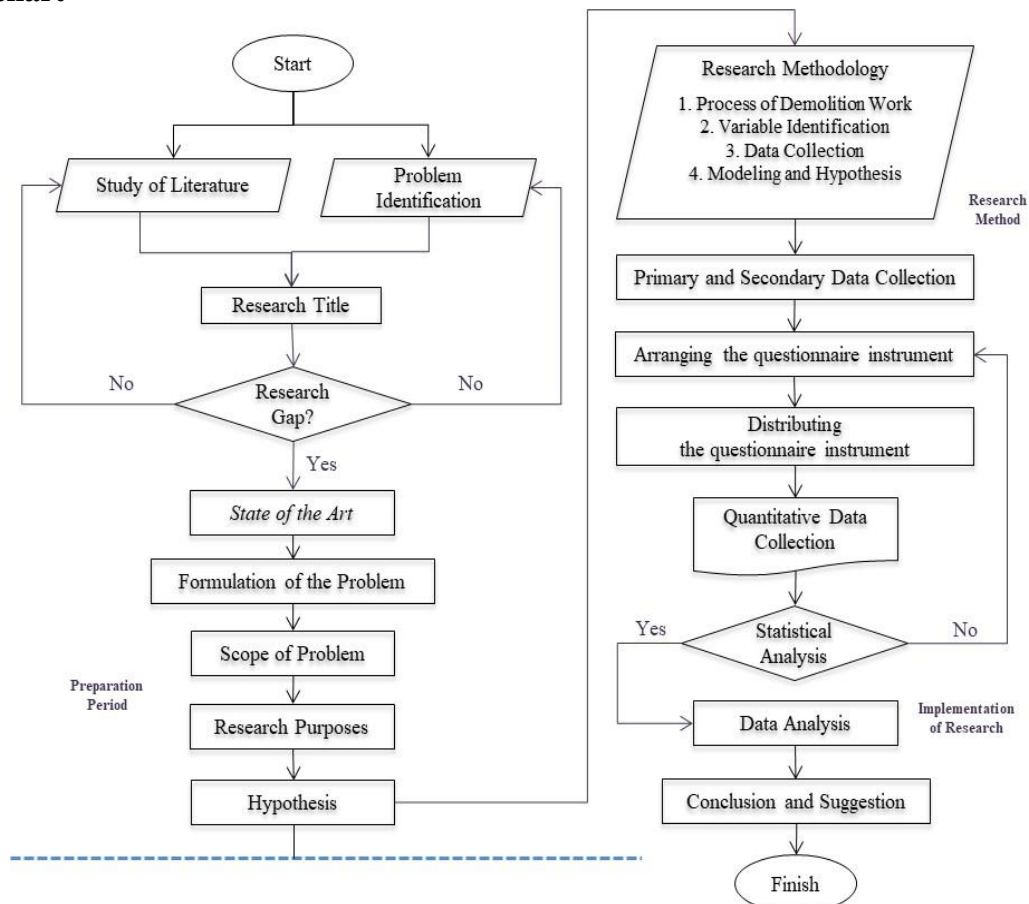 Start
Study of Literature
Problem
Identification
Research Title
No
Research
Gap?
No
Yes
State of the Art
Formulation of the Problem
Scope of Problem
Preparation
Period
Research Purposes
Hypothesis
Research Methodology
1. Process of Demolition Work
2. Variable Identification
3. Data Collection
4. Modeling and Hypothesis
Research
Method
Primary and Secondary Data Collection
Arranging the questionnaire instrument
Distributing
the questionnaire instrument
Quantitative Data
Collection
Yes
Statistical
Analysis
No
Data Analysis
Implementation
of Research
Conclusion and Suggestion
Finish